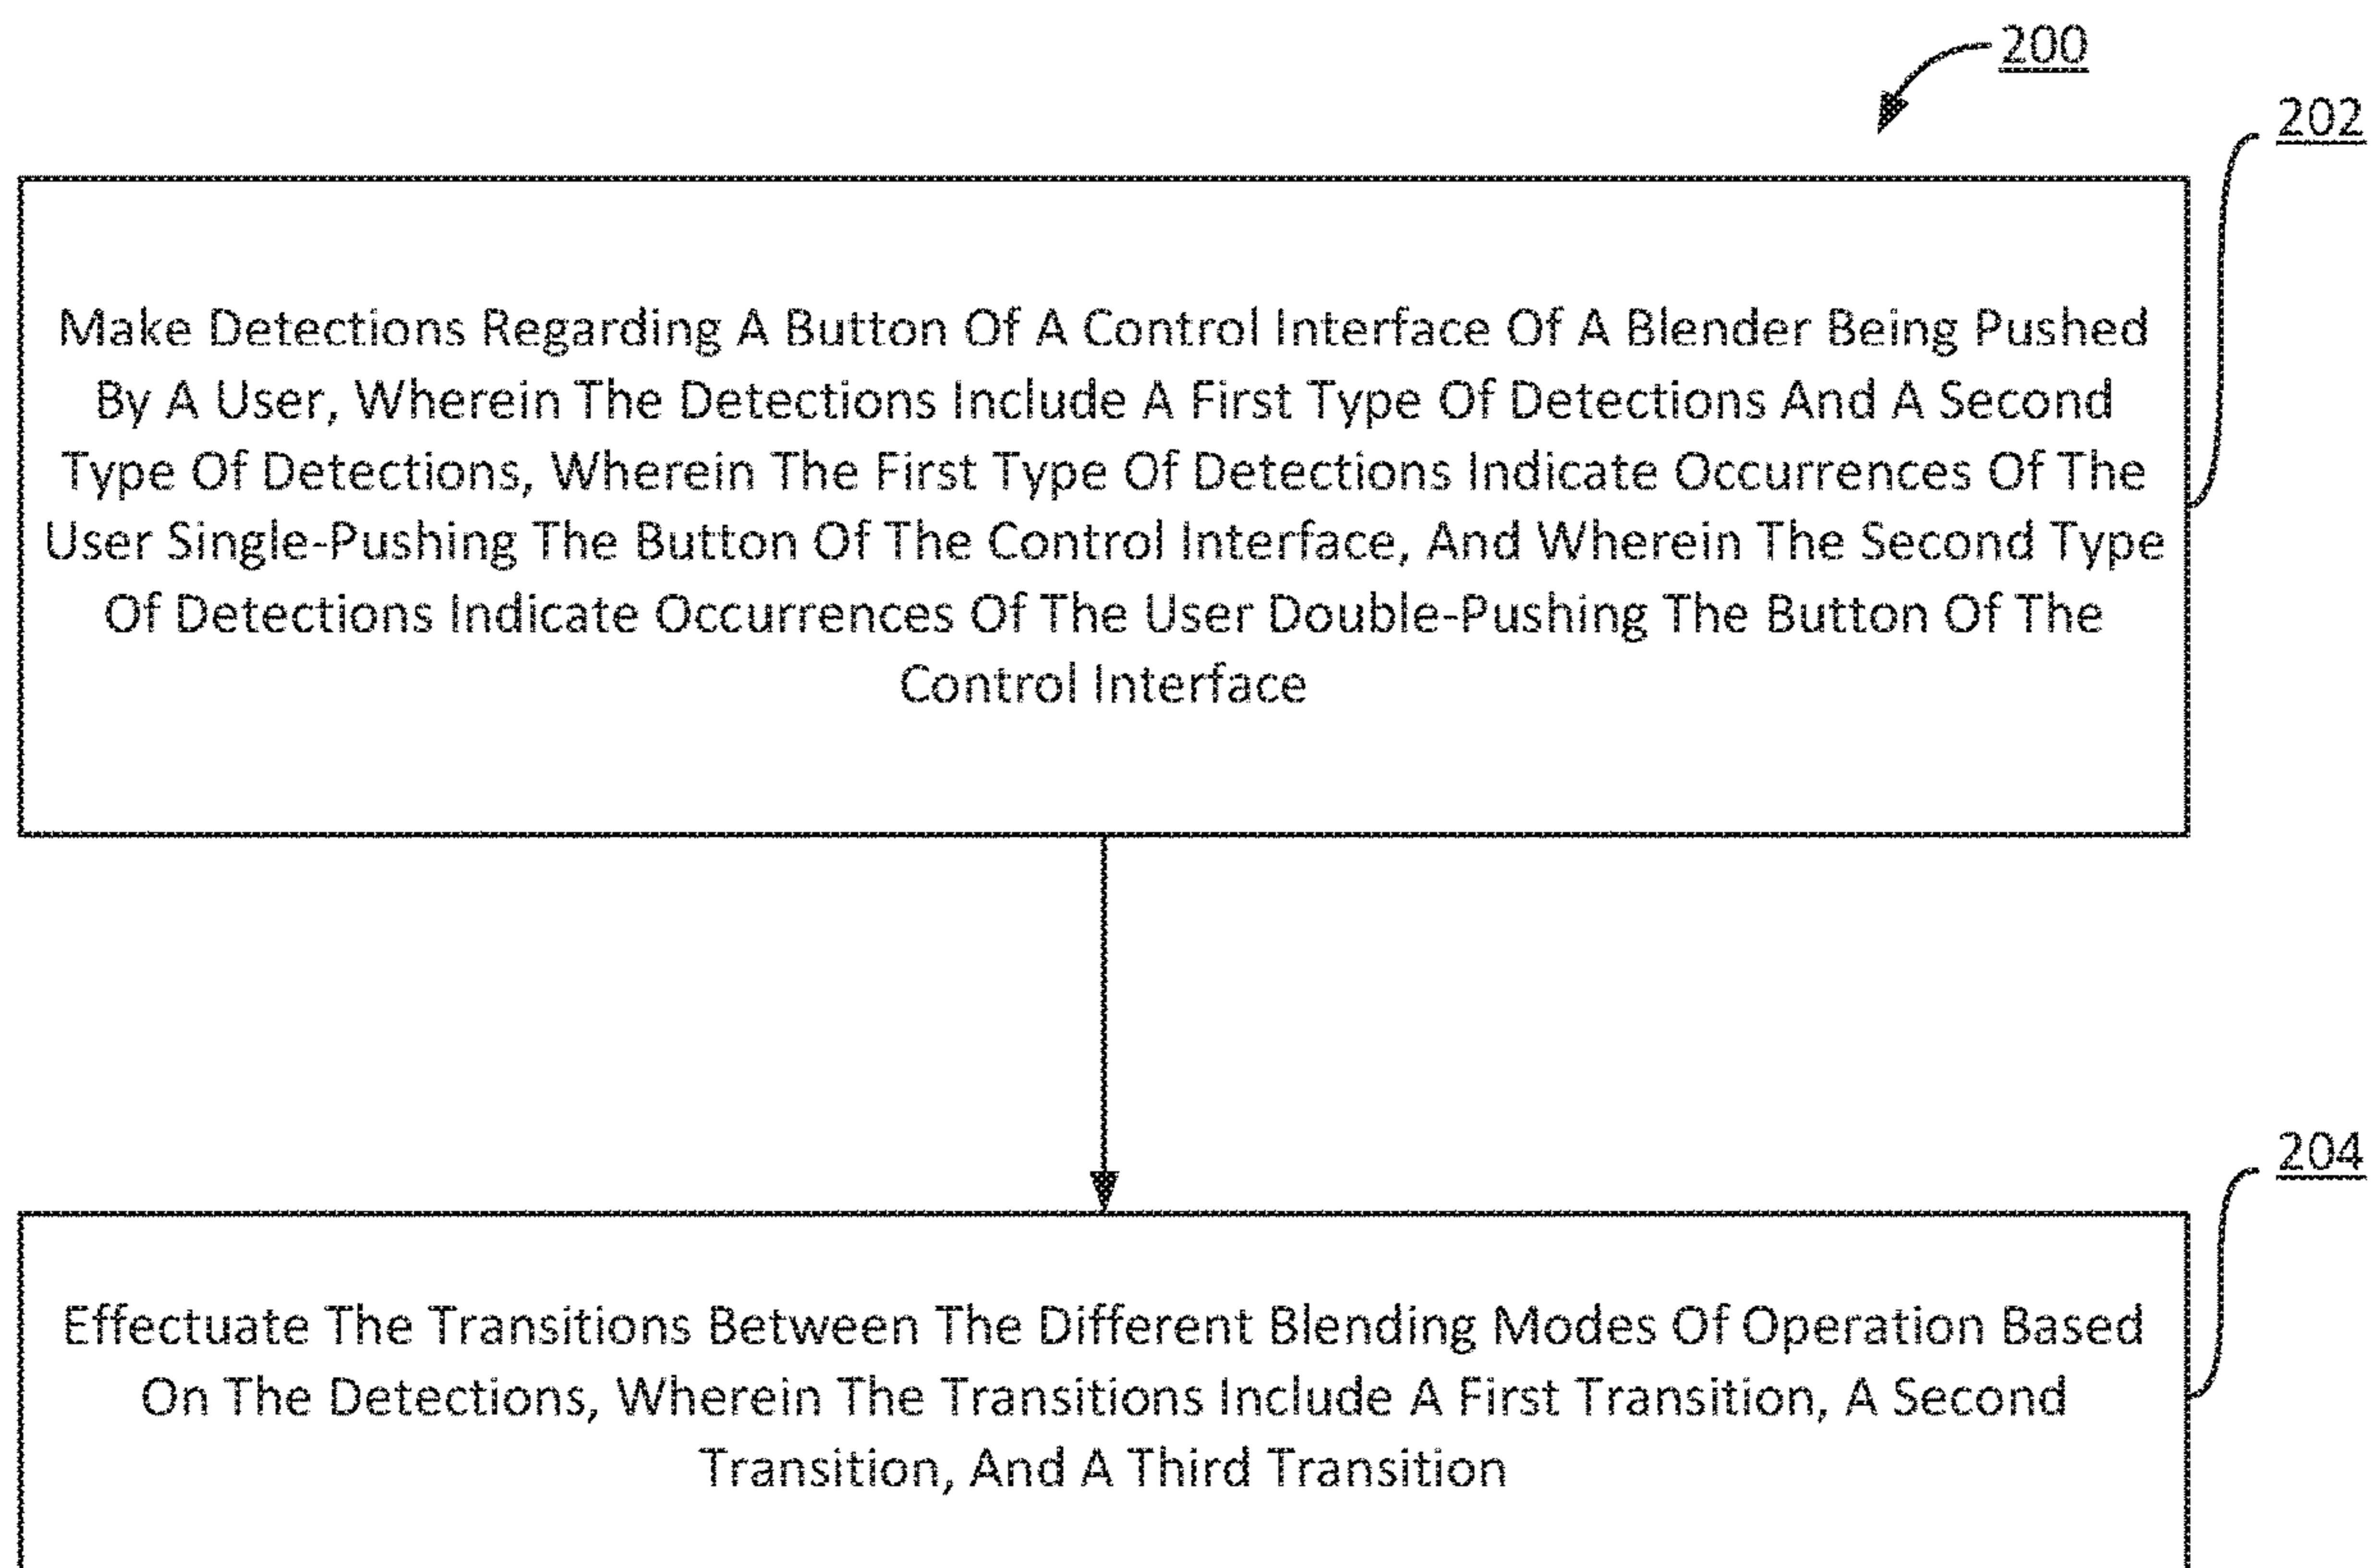 200
202
Make Detections Regarding A Button Of A Control Interface Of A Blender Being Pushed
By A User, Wherein The Detections Include A First Type Of Detections And A Second
Type Of Detections, Wherein The First Type Of Detections Indicate Occurrences Of The
User Single-Pushing The Button Of The Control Interface, And Wherein The Second Type
Of Detections Indicate Occurrences Of The User Double-Pushing The Button Of The
Control Interface
204
Effectuate The Transitions Between The Different Blending Modes Of Operation Based
On The Detections, Wherein The Transitions Include A First Transition, A Second
Transition, And A Third Transition